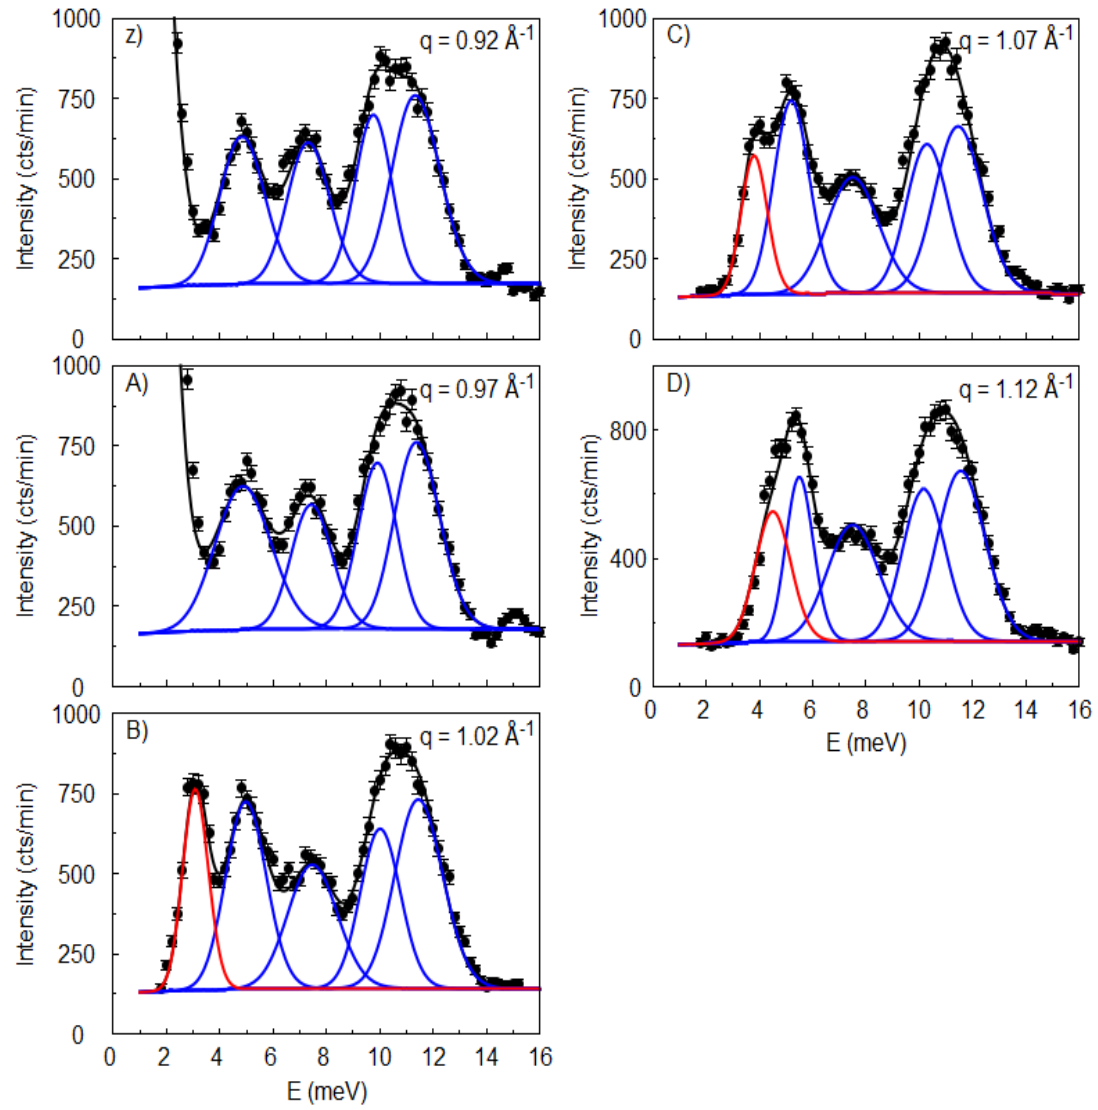 z)
q = 0.92 Å⁻¹
1000
750
500
250
0
Intensity (cts/min)
A)
q = 0.97 Å⁻¹
1000
750
500
250
0
Intensity (cts/min)
B)
q = 1.02 Å⁻¹
1000
750
500
250
0
Intensity (cts/min)
0 2 4 6 8 10 12 14 16
E (meV)
C)
q = 1.07 Å⁻¹
1000
750
500
250
0
Intensity (cts/min)
D)
q = 1.12 Å⁻¹
800
400
0
Intensity (cts/min)
0 2 4 6 8 10 12 14 16
E (meV)